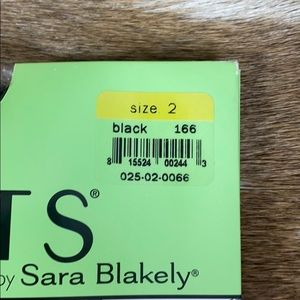 size 2
black 166
8 15524 00244 3
025-02-0066
TS®
by Sara Blakely®